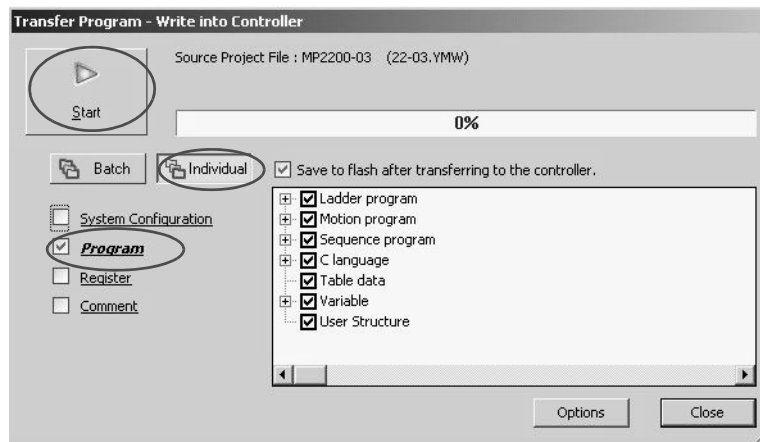 Transfer Program - Write into Controller
Source Project File : MP2200-03 (22-03.YMW)
Start
0%
Batch
Individual
Save to flash after transferring to the controller.
System Configuration
Program
Register
Comment
Ladder program
Motion program
Sequence program
C language
Table data
Variable
User Structure
Options
Close